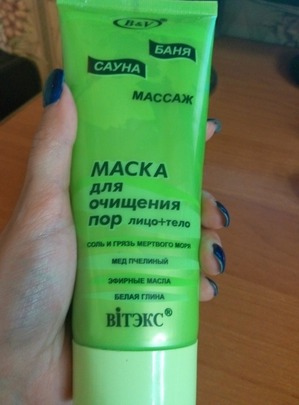 B&V
БАНЯ
САУНА
МАССАЖ
МАСКА
для
очищения
пор лицо+тело
СОЛЬ И ГРЯЗЬ МЕРТВОГО МОРЯ
МЕД ПЧЕЛИНЫЙ
ЭФИРНЫЕ МАСЛА
БЕЛАЯ ГЛИНА
ВIТЭКС®